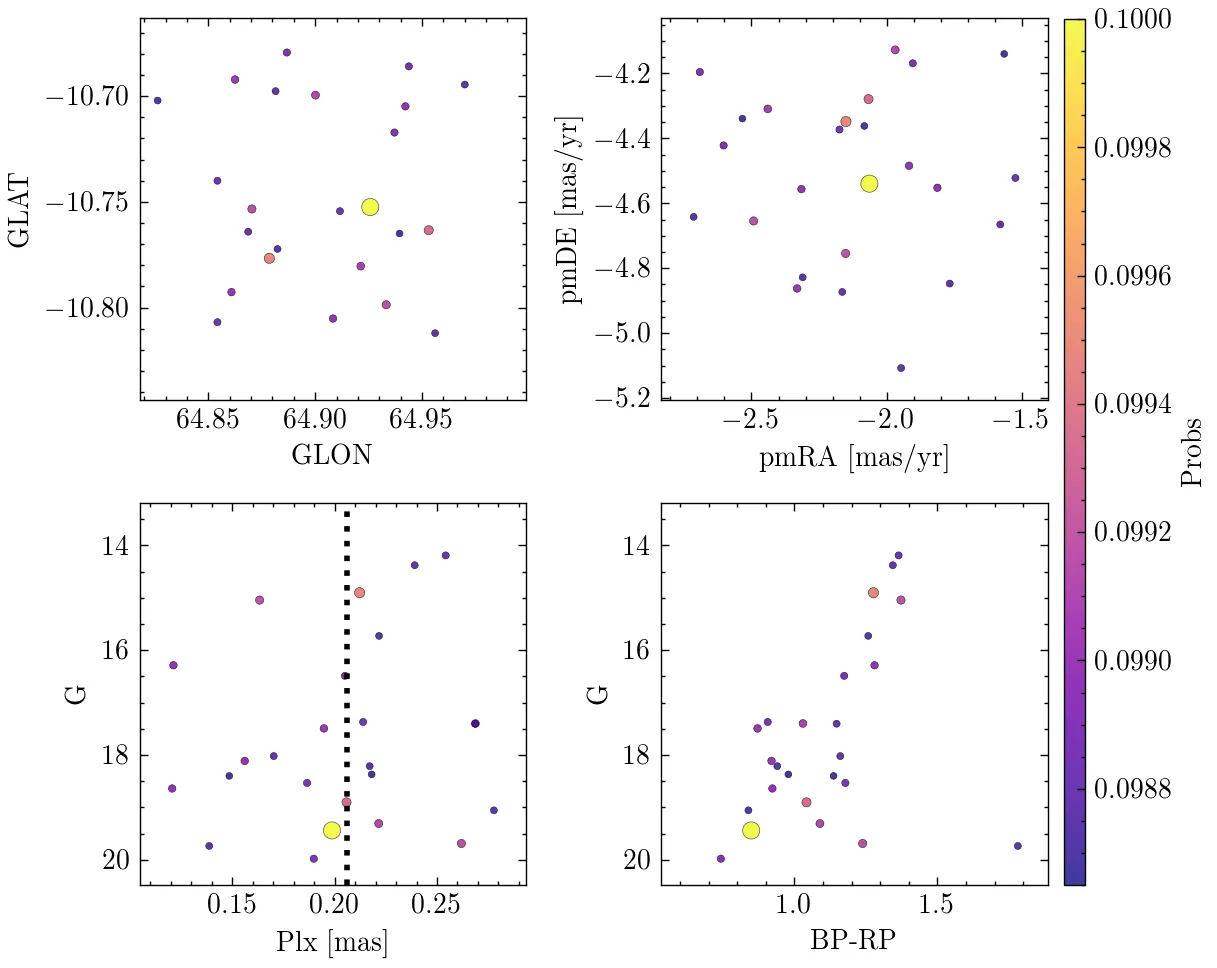 −10.70
−10.75
−10.80
GLAT
64.85 64.90 64.95
GLON
−4.2
−4.4
−4.6
−4.8
−5.0
−5.2
pmDE [mas/yr]
−2.5 −2.0 −1.5
pmRA [mas/yr]
0.1000
0.0998
0.0996
0.0994
0.0992
0.0990
0.0988
Probs
14
16
18
20
G
0.15 0.20 0.25
Plx [mas]
14
16
18
20
G
1.0 1.5
BP-RP